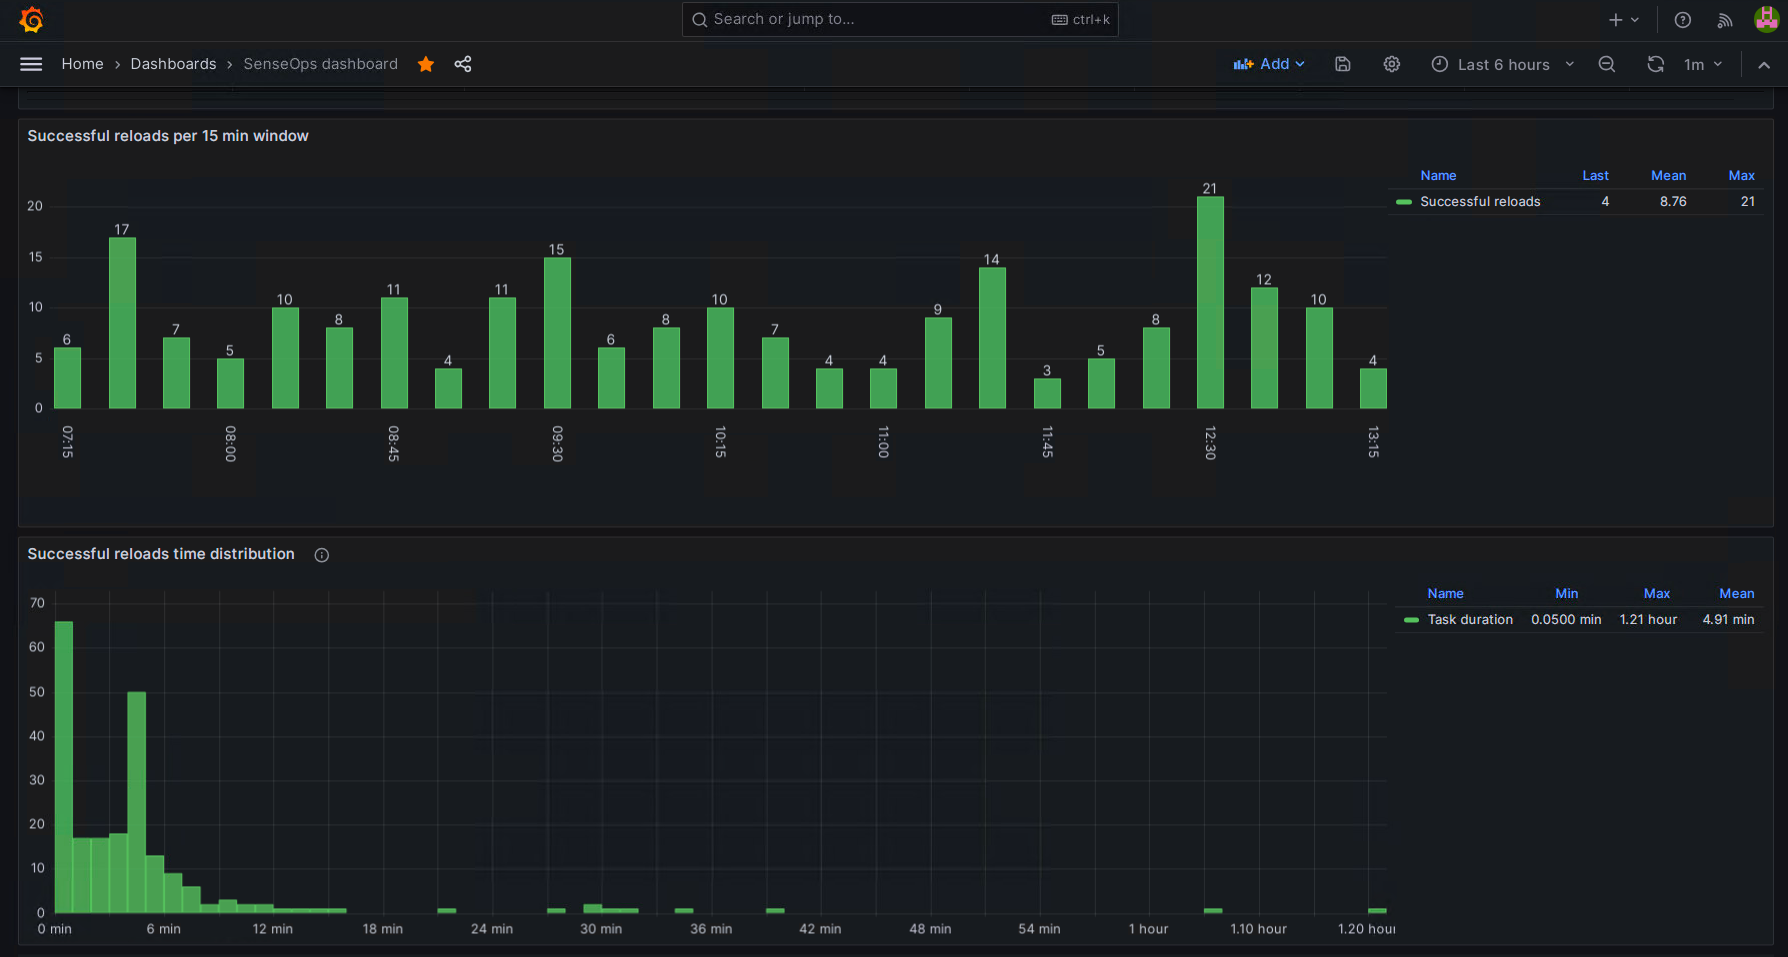 Search or jump to... ctrl+k
Home › Dashboards › SenseOps dashboard Add Last 6 hours 1m
Successful reloads per 15 min window
Name Last Mean Max
Successful reloads 4 8.76 21
20
15
10
5
0
6 17 7 5 10 8 11 4 11 15 6 8 10 7 4 4 9 14 3 5 8 21 12 10 4
07:15 08:00 08:45 09:30 10:15 11:00 11:45 12:30 13:15
Successful reloads time distribution
Name Min Max Mean
Task duration 0.0500 min 1.21 hour 4.91 min
70
60
50
40
30
20
10
0
0 min 6 min 12 min 18 min 24 min 30 min 36 min 42 min 48 min 54 min 1 hour 1.10 hour 1.20 hour